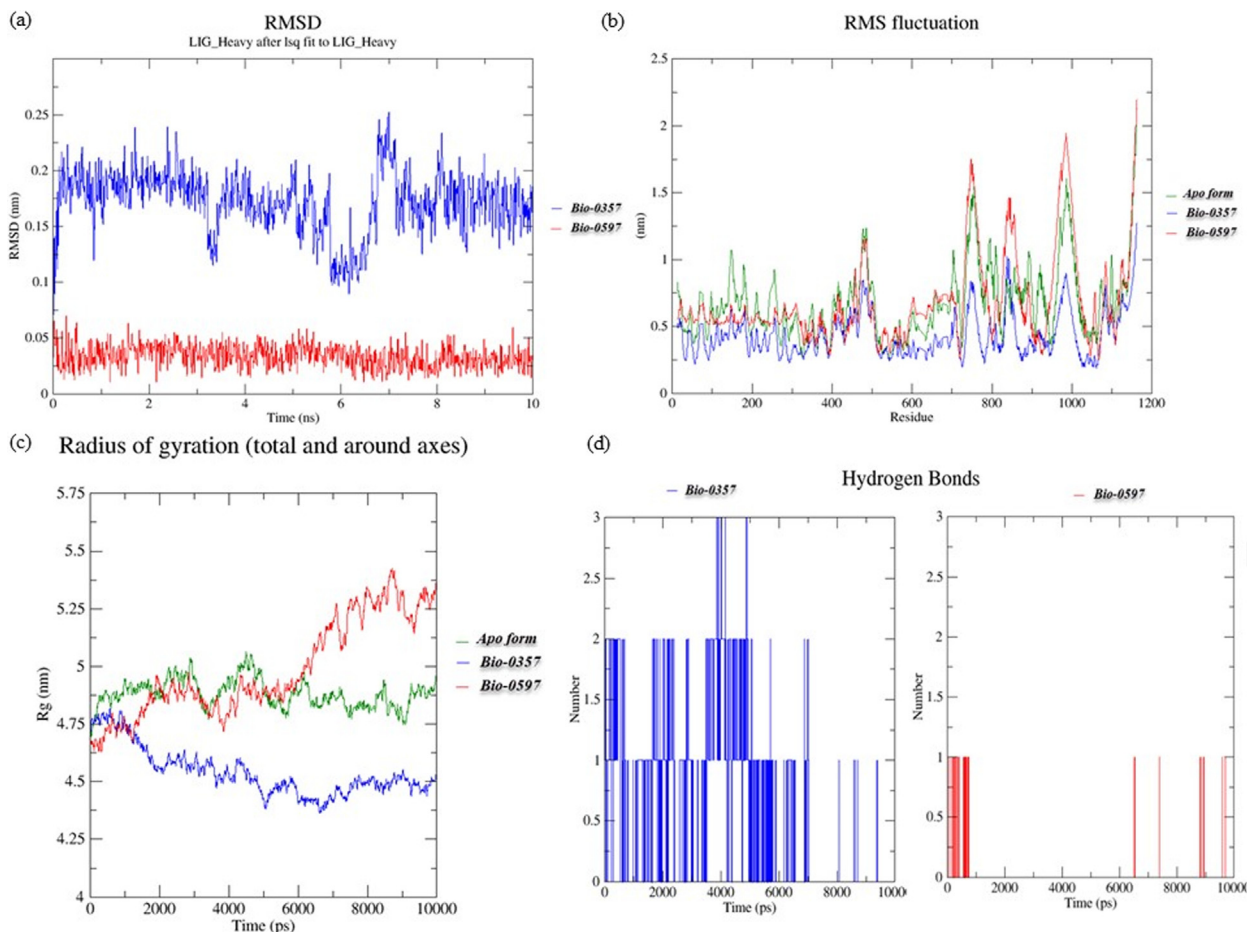 (a)
RMSD
LIG_Heavy after lsq fit to LIG_Heavy
RMSD (nm)
0.25
0.2
0.15
0.1
0.05
0
0 2 4 6 8 10
Time (ns)
Bio-0357
Bio-0597
(b)
RMS fluctuation
(nm)
2.5
2
1.5
1
0.5
0
0 200 400 600 800 1000 1200
Residue
Apo form
Bio-0357
Bio-0597
(c)
Radius of gyration (total and around axes)
Rg (nm)
5.75
5.5
5.25
5
4.75
4.5
4.25
4
0 2000 4000 6000 8000 10000
Time (ps)
Apo form
Bio-0357
Bio-0597
(d)
Hydrogen Bonds
Bio-0357
Number
3
2.5
2
1.5
1
0.5
0
0 2000 4000 6000 8000 1000
Time (ps)
Bio-0597
Number
3
2.5
2
1.5
1
0.5
0
0 2000 4000 6000 8000 1000
Time (ps)